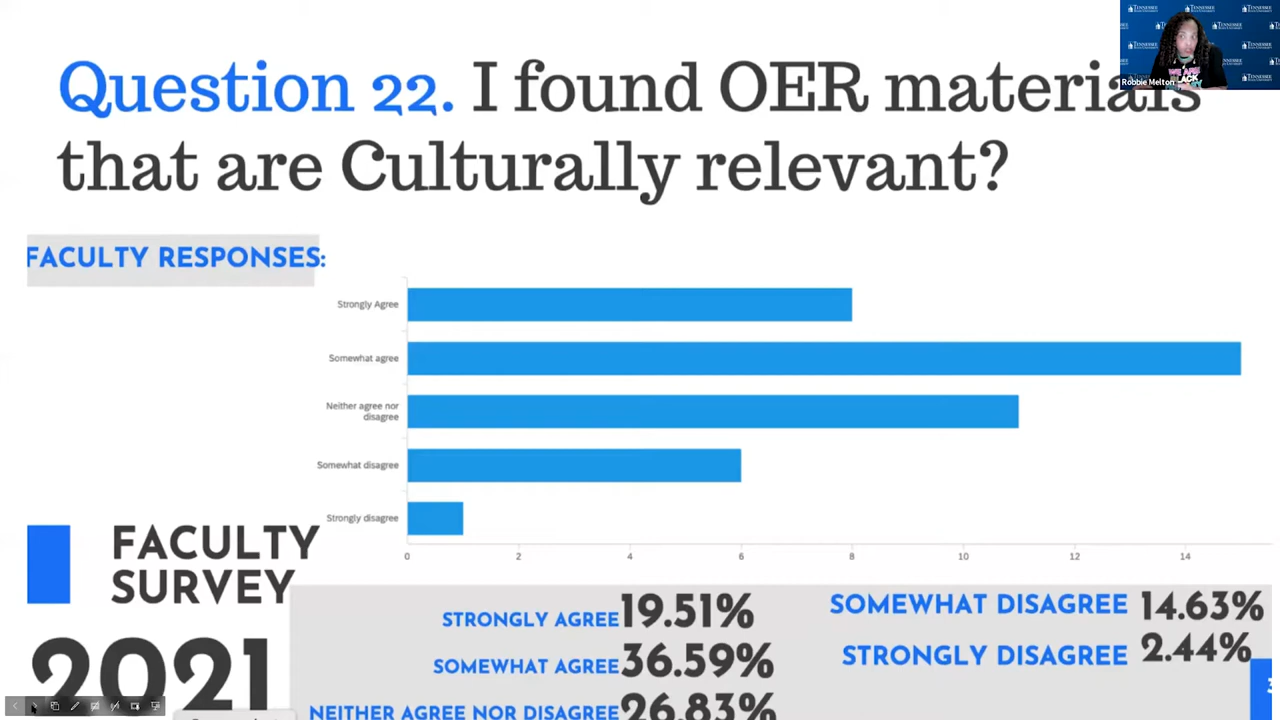 Question 22. I found OER materials
that are Culturally relevant?
Robbie Melton
FACULTY RESPONSES:
Strongly Agree
Somewhat agree
Neither agree nor
disagree
Somewhat disagree
Strongly disagree
0 2 4 6 8 10 12 14
FACULTY
SURVEY
2021
STRONGLY AGREE 19.51%
SOMEWHAT AGREE 36.59%
NEITHER AGREE NOR DISAGREE 26.83%
SOMEWHAT DISAGREE 14.63%
STRONGLY DISAGREE 2.44%